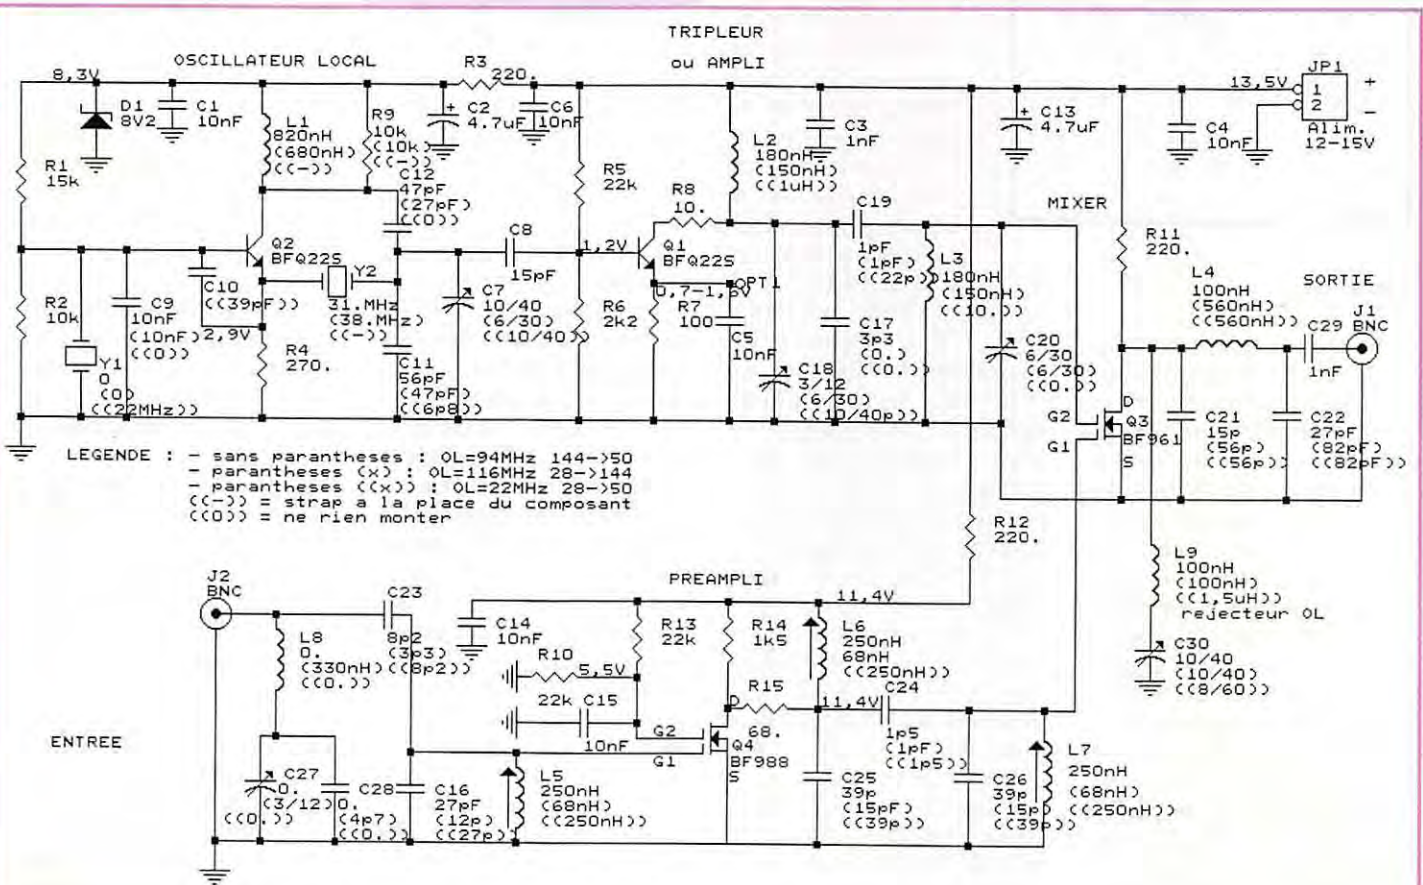 TRIPLEUR
ou AMPLI
OSCILLATEUR LOCAL
8,3V
R3
220.
13,5V
JP1
1
2
+
-
Alim.
12-15V
D1
8V2
C1
10nF
L1
820nH
(680nH)
((-))
R9
10k
(10k)
((-))
C2
4.7uF
C6
10nF
C3
1nF
C13
4.7uF
C4
10nF
R1
15k
C12
47pF
(27pF)
((0))
R5
22k
L2
180nH
(150nH)
((1uH))
R8
10.
C19
1pF
(1pF)
((22p))
MIXER
R11
220.
Q2
BFQ22S
C8
15pF
1,2V
Q1
BFQ22S
L3
180nH
(150nH)
((10.))
L4
100nH
(560nH)
((560nH))
SORTIE
J1
BNC
C29
1nF
R2
10k
C9
10nF
(10nF)
((0))
C10
((39pF))
2,9V
Y2
31.MHz
(38.MHz)
((-))
C7
10/40
(6/30)
((10/40))
R6
2k2
0,7-1,6V
PT1
R7
100
C5
10nF
C17
3p3
(0.)
((0.))
C20
6/30
(6/30)
((0.))
Y1
0
(0)
((22MHz))
R4
270.
C11
56pF
(47pF)
((6p8))
C18
3/12
(6/30)
((10/40p))
G2
G1
D
Q3
BF961
S
C21
15p
(56p)
((56p))
C22
27pF
(82pF)
((82pF))
LEGENDE : - sans parantheses : OL=94MHz 144->50
- parantheses (x) : OL=116MHz 28->144
- parantheses ((x)) : OL=22MHz 28->50
((-)) = strap a la place du composant
((0)) = ne rien monter
R12
220.
L9
100nH
(100nH)
((1,5uH))
rejecteur OL
C30
10/40
(10/40)
((8/60))
PREAMPLI
J2
BNC
C23
8p2
(3p3)
((8p2))
11,4V
C14
10nF
R13
22k
R14
1k5
L6
250nH
68nH
((250nH))
L8
0.
(330nH)
((0.))
R10
22k
5,5V
C15
10nF
R15
68.
11,4V
C24
1p5
(1pF)
((1p5))
ENTREE
G2
G1
D
Q4
BF988
S
L7
250nH
(68nH)
((250nH))
C27
0.
(3/12)
((0.))
C28
0.
(4p7)
((0.))
C16
27pF
(12p)
((27p))
L5
250nH
(68nH)
((250nH))
C25
39p
(15pF)
((39p))
C26
39p
(15p)
((39p))